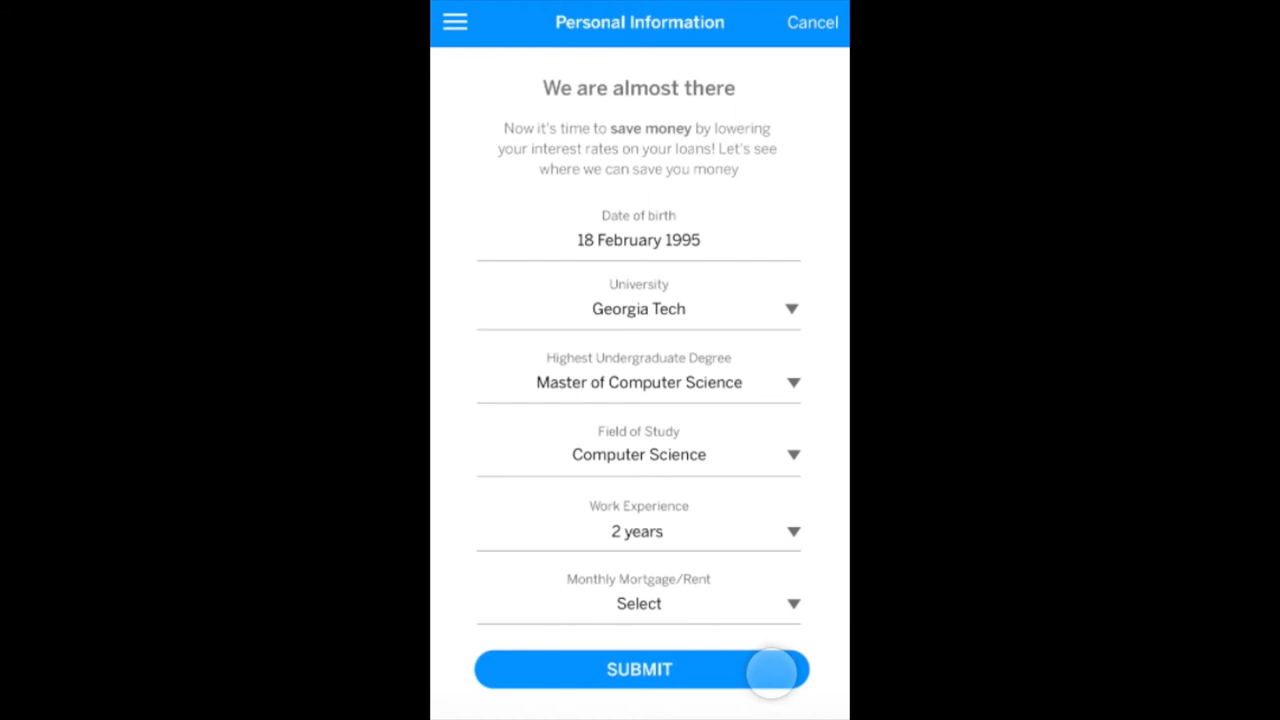 Personal Information Cancel
We are almost there
Now it's time to save money by lowering
your interest rates on your loans! Let's see
where we can save you money
Date of birth
18 February 1995
University
Georgia Tech
Highest Undergraduate Degree
Master of Computer Science
Field of Study
Computer Science
Work Experience
2 years
Monthly Mortgage/Rent
Select
SUBMIT